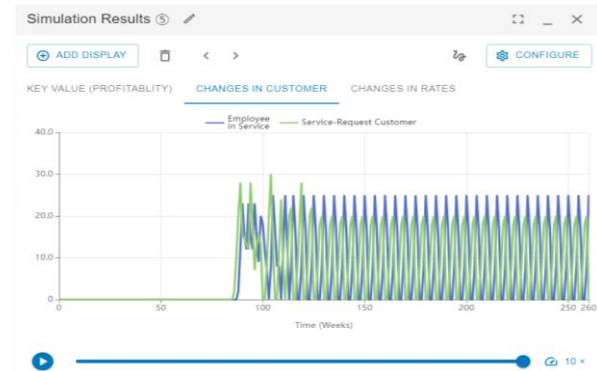 Simulation Results ⑤
ADD DISPLAY
CONFIGURE
KEY VALUE (PROFITABLITY) CHANGES IN CUSTOMER CHANGES IN RATES
Employee in Service
Service-Request Customer
40.0
30.0
20.0
10.0
0
0 50 100 150 200 250 260
Time (Weeks)
10 ×